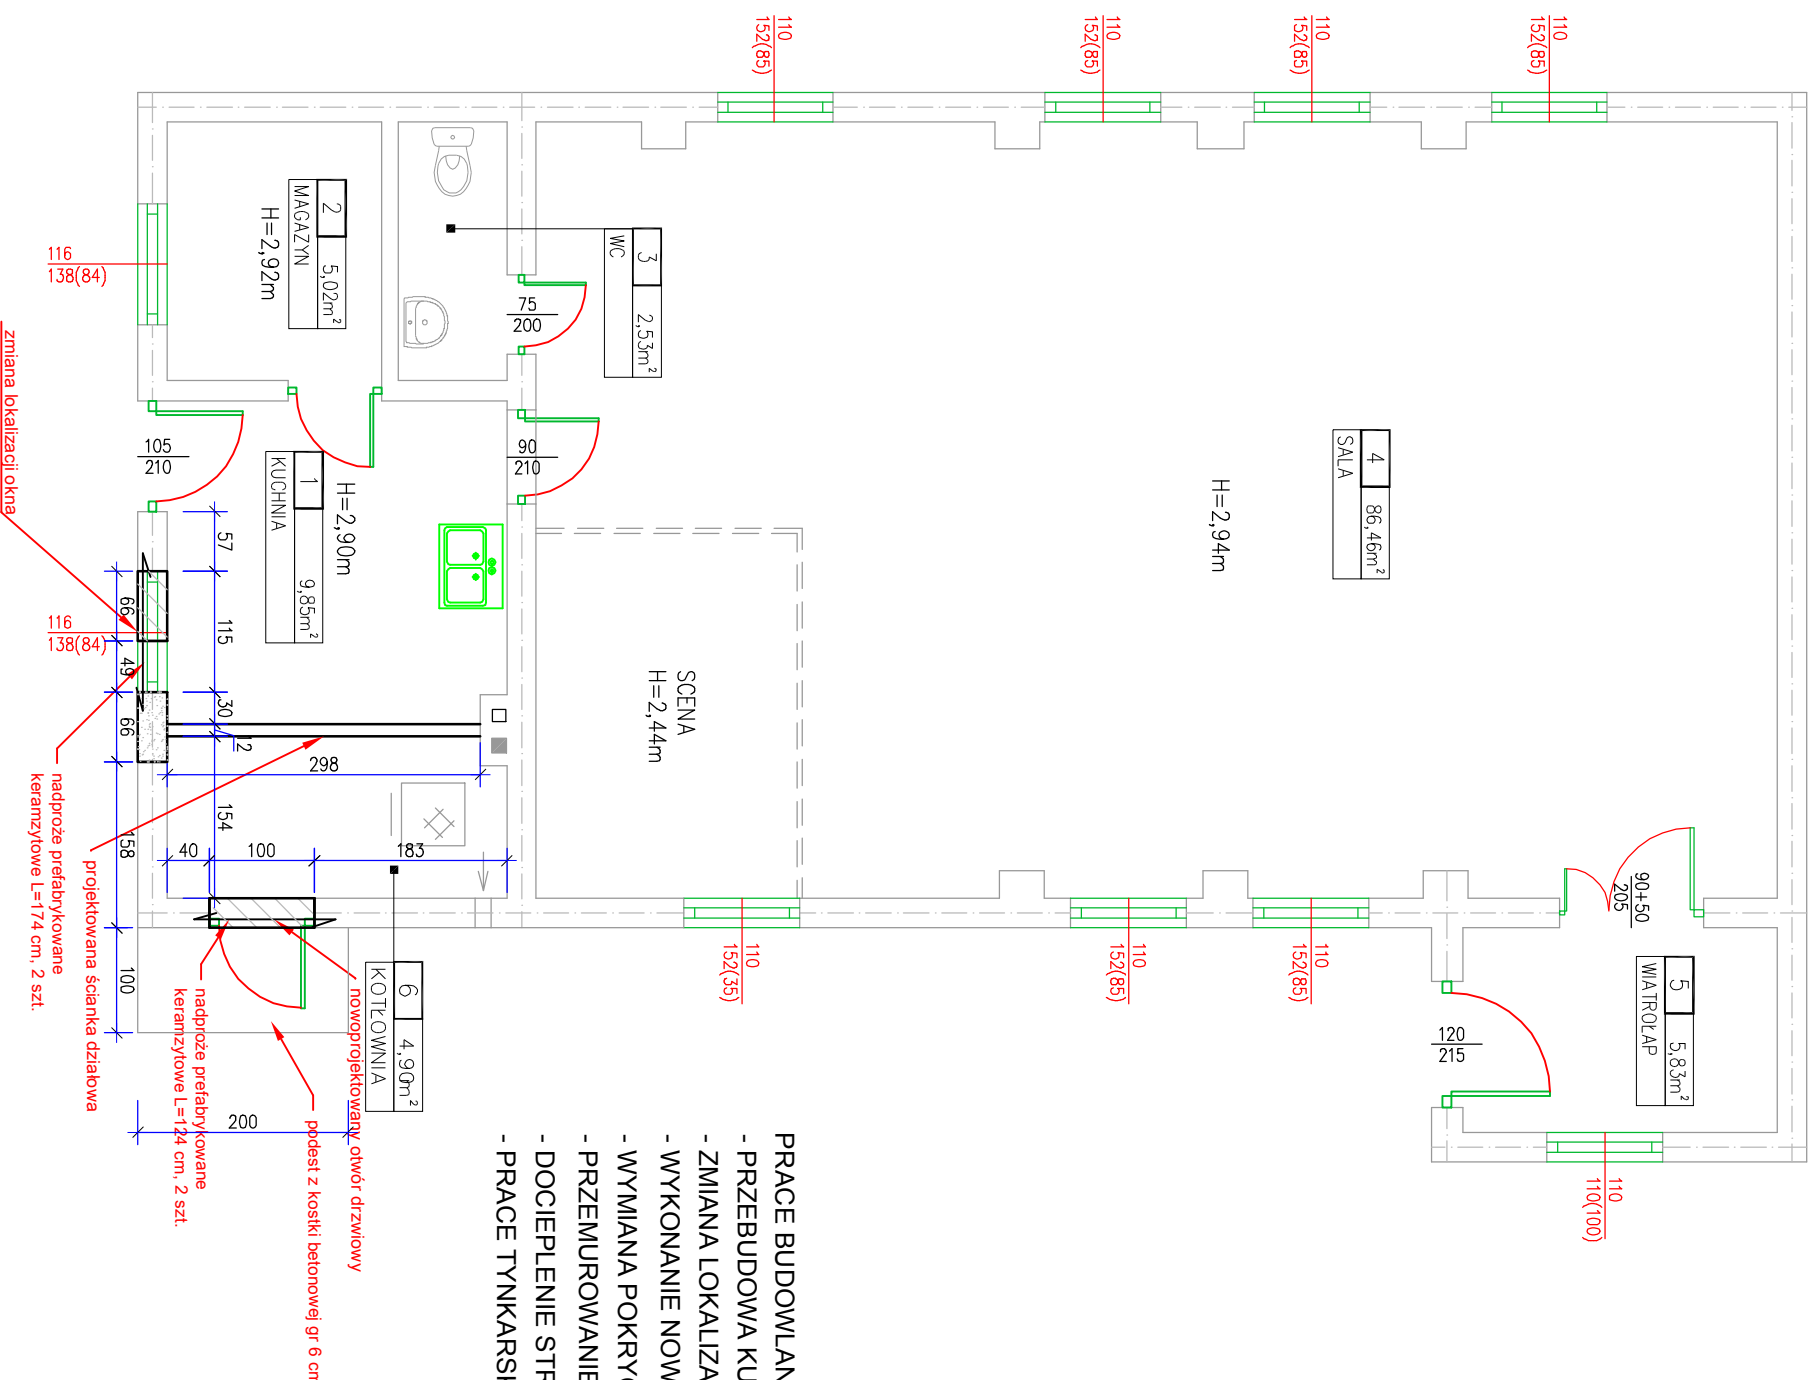 110
152(85)
110
152(85)
110
152(85)
110
152(85)
2 5,02m²
MAGAZYN
H=2,92m
3 2,53m²
WC
75
200
116
138(84)
zmiana lokalizacji okna
105
210
90
210
1 9,85m²
KUCHNIA
H=2,90m
4 86,46m²
SALA
H=2,94m
SCENA
H=2,44m
57
115
30
12
154
66
49
66
158
100
116
138(84)
298
40
100
183
200
nadproże prefabrykowane
keramzytowe L=174 cm, 2 szt.
projektowana ścianka działowa
nadproże prefabrykowane
keramzytowe L=124 cm, 2 szt.
nowoprojektowany otwór drzwiowy
podest z kostki betonowej gr 6 cm
6 4,90m²
KOTŁOWNIA
110
152(35)
110
152(85)
110
152(85)
90+50
205
5 5,83m²
WIATROŁAP
120
215
110
110(100)
PRACE BUDOWLAN
- PRZEBUDOWA KU
- ZMIANA LOKALIZA
- WYKONANIE NOW
- WYMIANA POKRYC
- PRZEMUROWANIE
- DOCIEPLENIE STR
- PRACE TYNKARSK